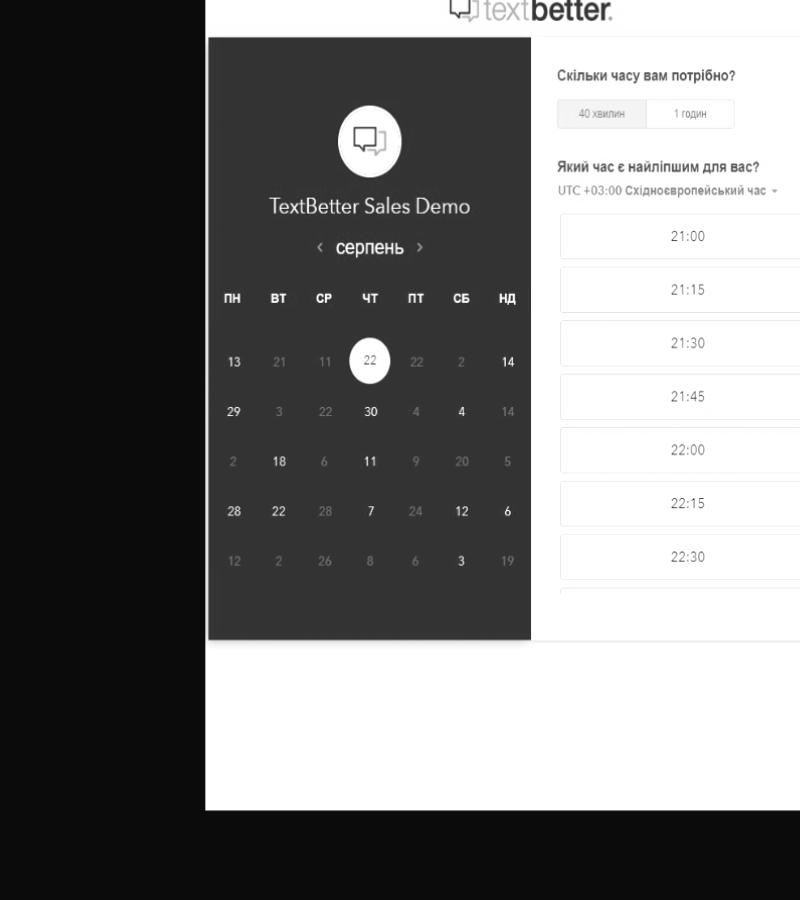 textbetter.
TextBetter Sales Demo
‹ серпень ›
ПН ВТ СР ЧТ ПТ СБ НД
13 21 11 22 22 2 14
29 3 22 30 4 4 14
2 18 6 11 9 20 5
28 22 28 7 24 12 6
12 2 26 8 6 3 19
Скільки часу вам потрібно?
40 хвилин 1 годин
Який час є найліпшим для вас?
UTC +03:00 Східноєвропейський час
21:00
21:15
21:30
21:45
22:00
22:15
22:30